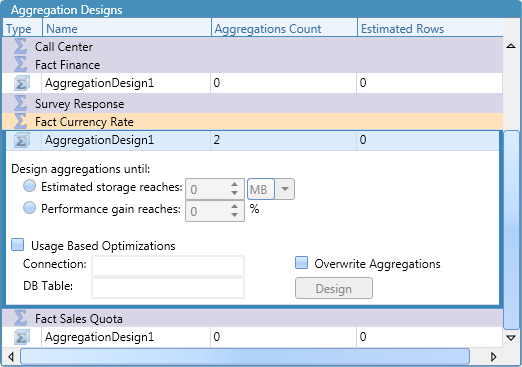 Aggregation Designs
Type Name Aggregations Count Estimated Rows
Call Center
Fact Finance
AggregationDesign1 0 0
Survey Response
Fact Currency Rate
AggregationDesign1 2 0
Design aggregations until:
Estimated storage reaches: 0 MB
Performance gain reaches: 0 %
Usage Based Optimizations
Connection: Overwrite Aggregations
DB Table: Design
Fact Sales Quota
AggregationDesign1 0 0